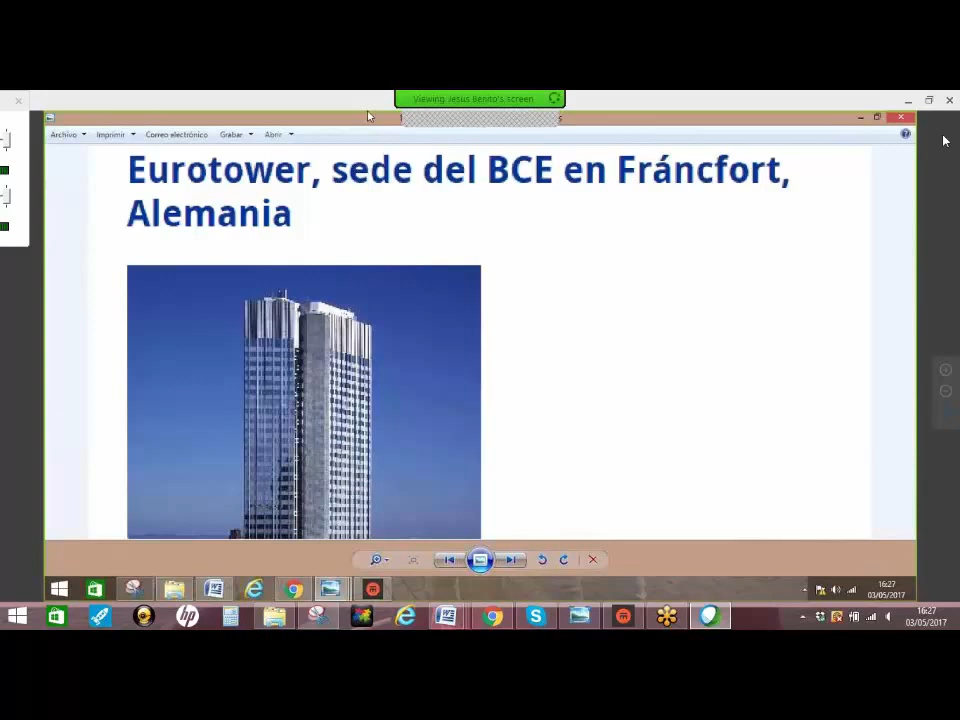 Viewing Jesus Benito's screen
Archivo Imprimir Correo electrónico Grabar Abrir
Eurotower, sede del BCE en Fráncfort,
Alemania
16:27
03/05/2017
16:27
03/05/2017